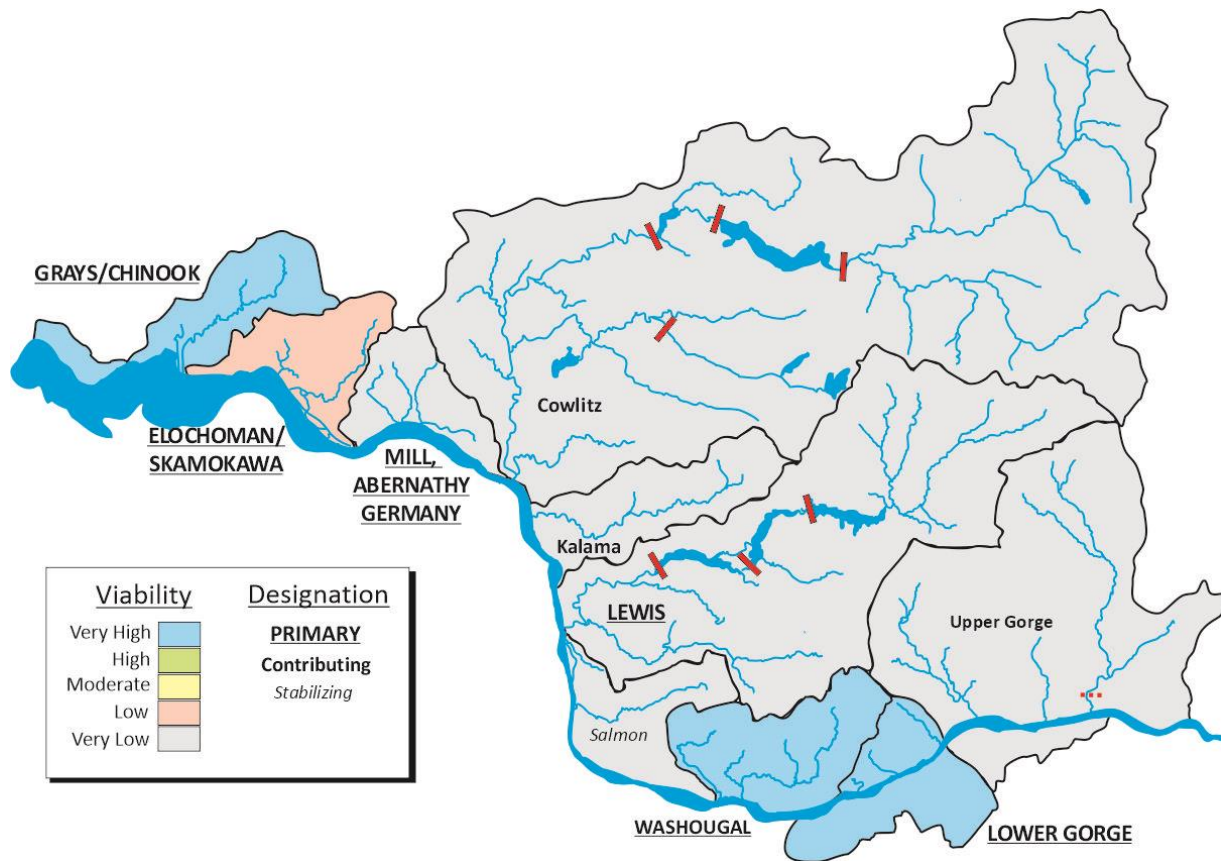 GRAYS/CHINOOK
ELOCHOMAN/
SKAMOKAWA
MILL,
ABERNATHY
GERMANY
Cowlitz
Kalama
LEWIS
Upper Gorge
Salmon
WASHOUGAL
LOWER GORGE
Viability
Very High
High
Moderate
Low
Very Low
Designation
PRIMARY
Contributing
Stabilizing